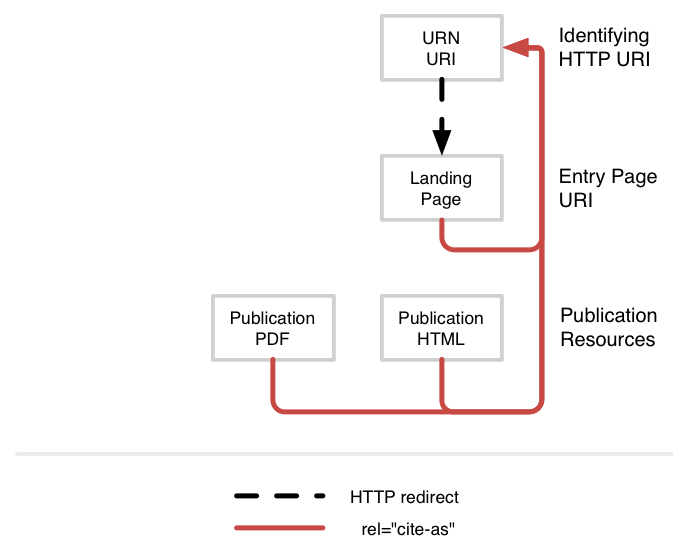 URN
URI
Identifying
HTTP URI
Landing
Page
Entry Page
URI
Publication
PDF
Publication
HTML
Publication
Resources
HTTP redirect
rel="cite-as"